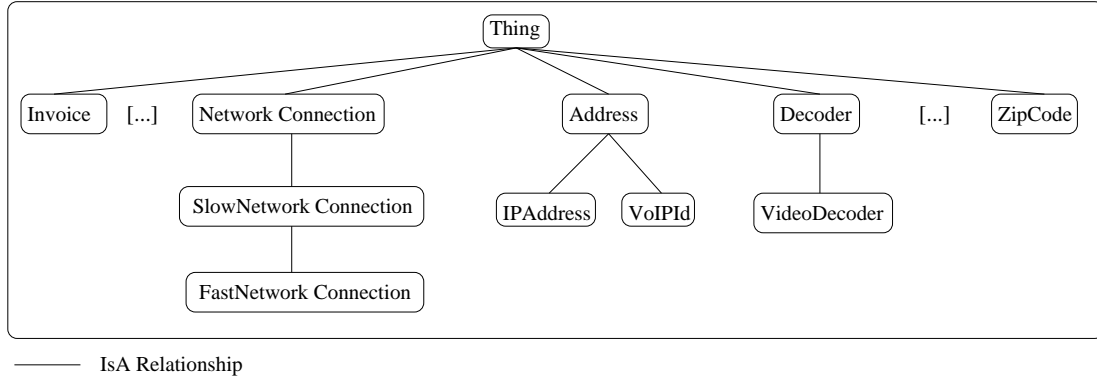 Thing
Invoice [...] Network Connection Address Decoder [...] ZipCode
SlowNetwork Connection IPAddress VoIPId VideoDecoder
FastNetwork Connection
IsA Relationship